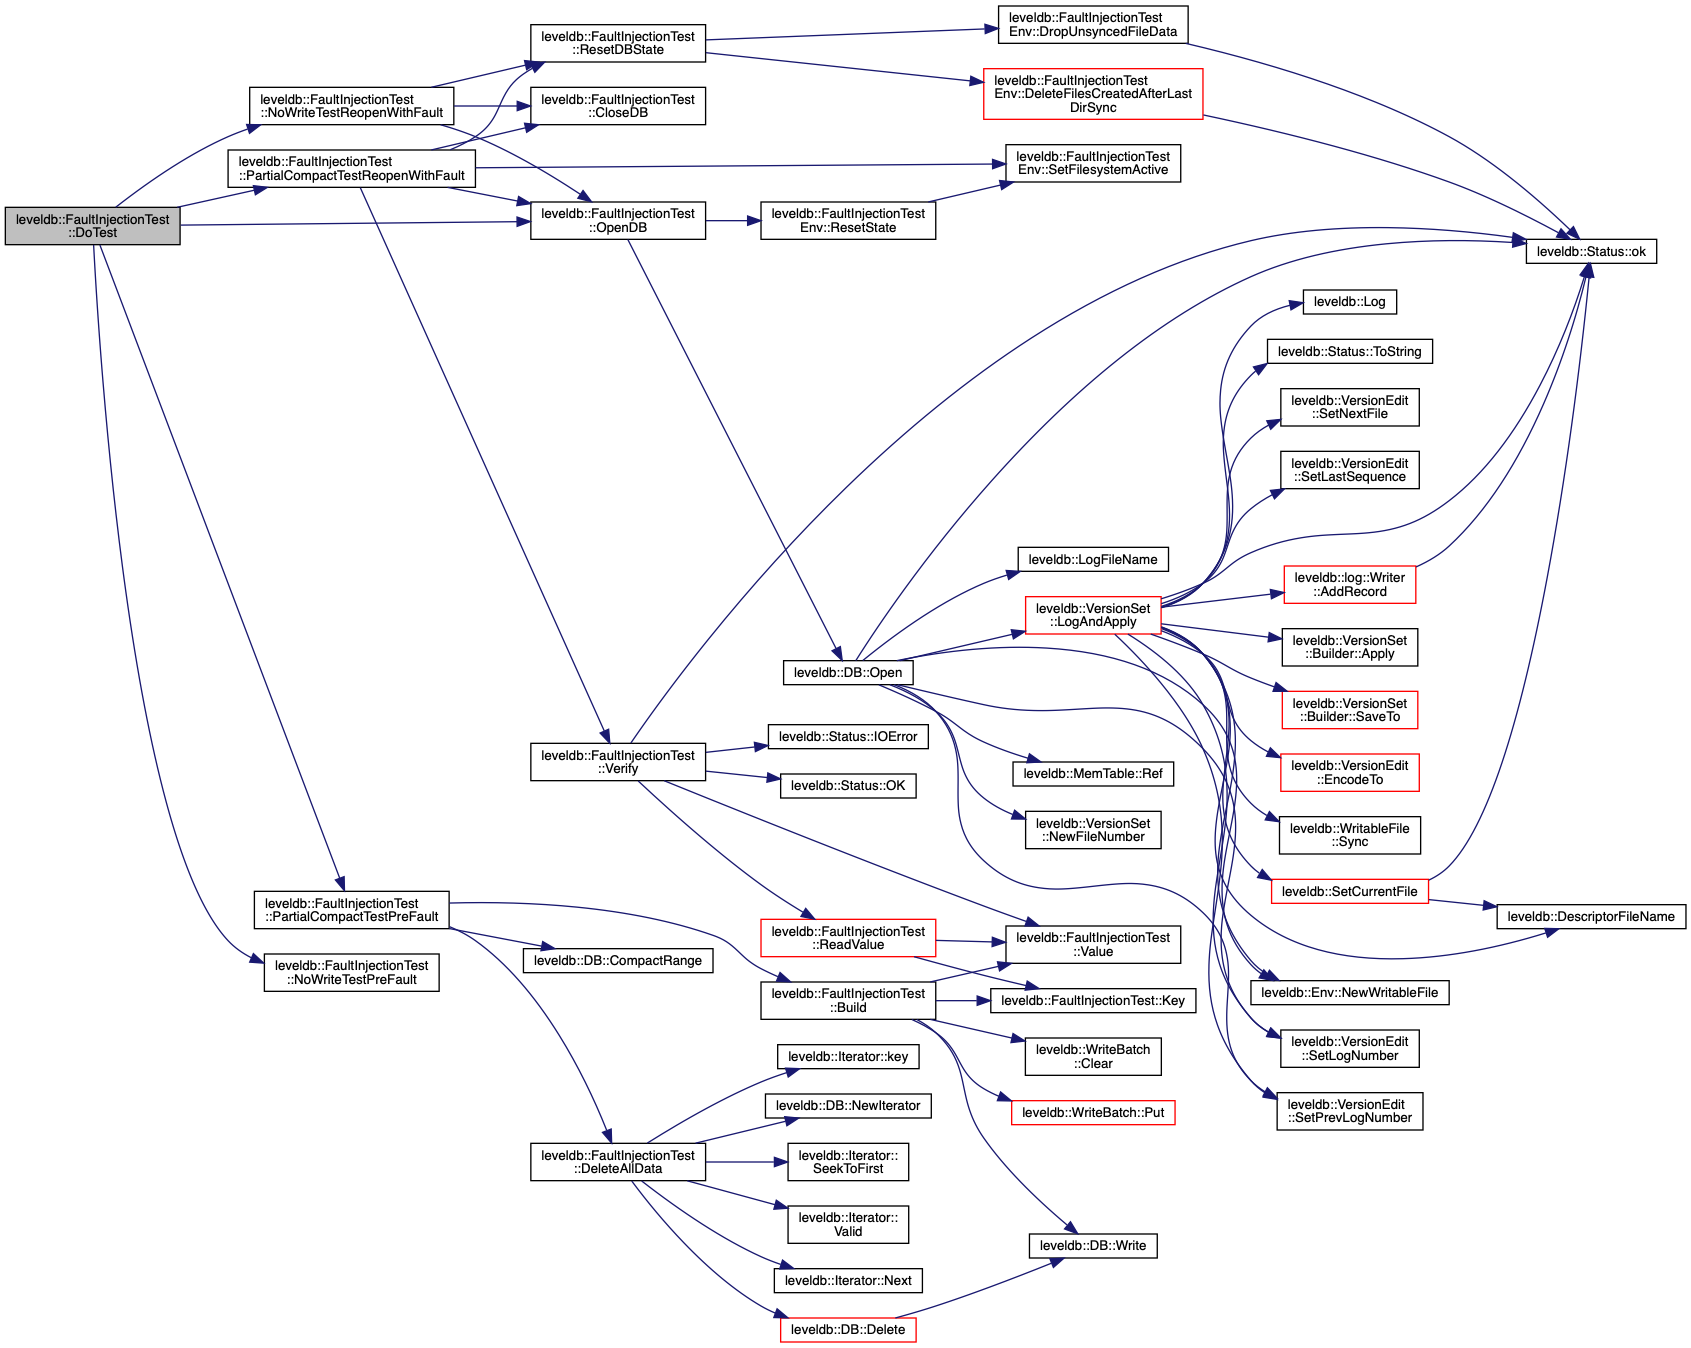 leveldb::FaultInjectionTest
::DoTest
leveldb::FaultInjectionTest
::NoWriteTestReopenWithFault
leveldb::FaultInjectionTest
::PartialCompactTestReopenWithFault
leveldb::FaultInjectionTest
::PartialCompactTestPreFault
leveldb::FaultInjectionTest
::NoWriteTestPreFault
leveldb::FaultInjectionTest
::ResetDBState
leveldb::FaultInjectionTest
::CloseDB
leveldb::FaultInjectionTest
::OpenDB
leveldb::FaultInjectionTest
::Verify
leveldb::DB::CompactRange
leveldb::FaultInjectionTest
::DeleteAllData
leveldb::FaultInjectionTest
Env::ResetState
leveldb::DB::Open
leveldb::Status::IOError
leveldb::Status::OK
leveldb::FaultInjectionTest
::ReadValue
leveldb::FaultInjectionTest
::Build
leveldb::Iterator::key
leveldb::DB::NewIterator
leveldb::Iterator::
SeekToFirst
leveldb::Iterator::
Valid
leveldb::Iterator::Next
leveldb::DB::Delete
leveldb::FaultInjectionTest
Env::DropUnsyncedFileData
leveldb::FaultInjectionTest
Env::DeleteFilesCreatedAfterLast
DirSync
leveldb::FaultInjectionTest
Env::SetFilesystemActive
leveldb::LogFileName
leveldb::VersionSet
::LogAndApply
leveldb::MemTable::Ref
leveldb::VersionSet
::NewFileNumber
leveldb::FaultInjectionTest
::Value
leveldb::FaultInjectionTest::Key
leveldb::WriteBatch
::Clear
leveldb::WriteBatch::Put
leveldb::DB::Write
leveldb::Log
leveldb::Status::ToString
leveldb::VersionEdit
::SetNextFile
leveldb::VersionEdit
::SetLastSequence
leveldb::log::Writer
::AddRecord
leveldb::VersionSet
::Builder::Apply
leveldb::VersionSet
::Builder::SaveTo
leveldb::VersionEdit
::EncodeTo
leveldb::WritableFile
::Sync
leveldb::SetCurrentFile
leveldb::Env::NewWritableFile
leveldb::VersionEdit
::SetLogNumber
leveldb::VersionEdit
::SetPrevLogNumber
leveldb::Status::ok
leveldb::DescriptorFileName